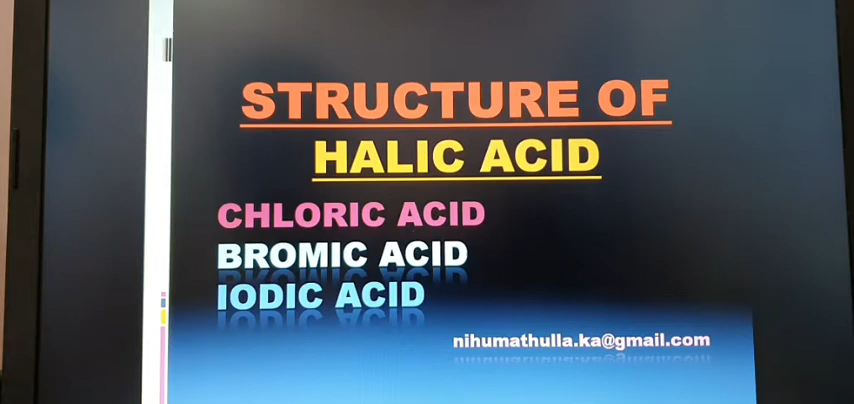 STRUCTURE OF
HALIC ACID
CHLORIC ACID
BROMIC ACID
IODIC ACID
nihumathulla.ka@gmail.com